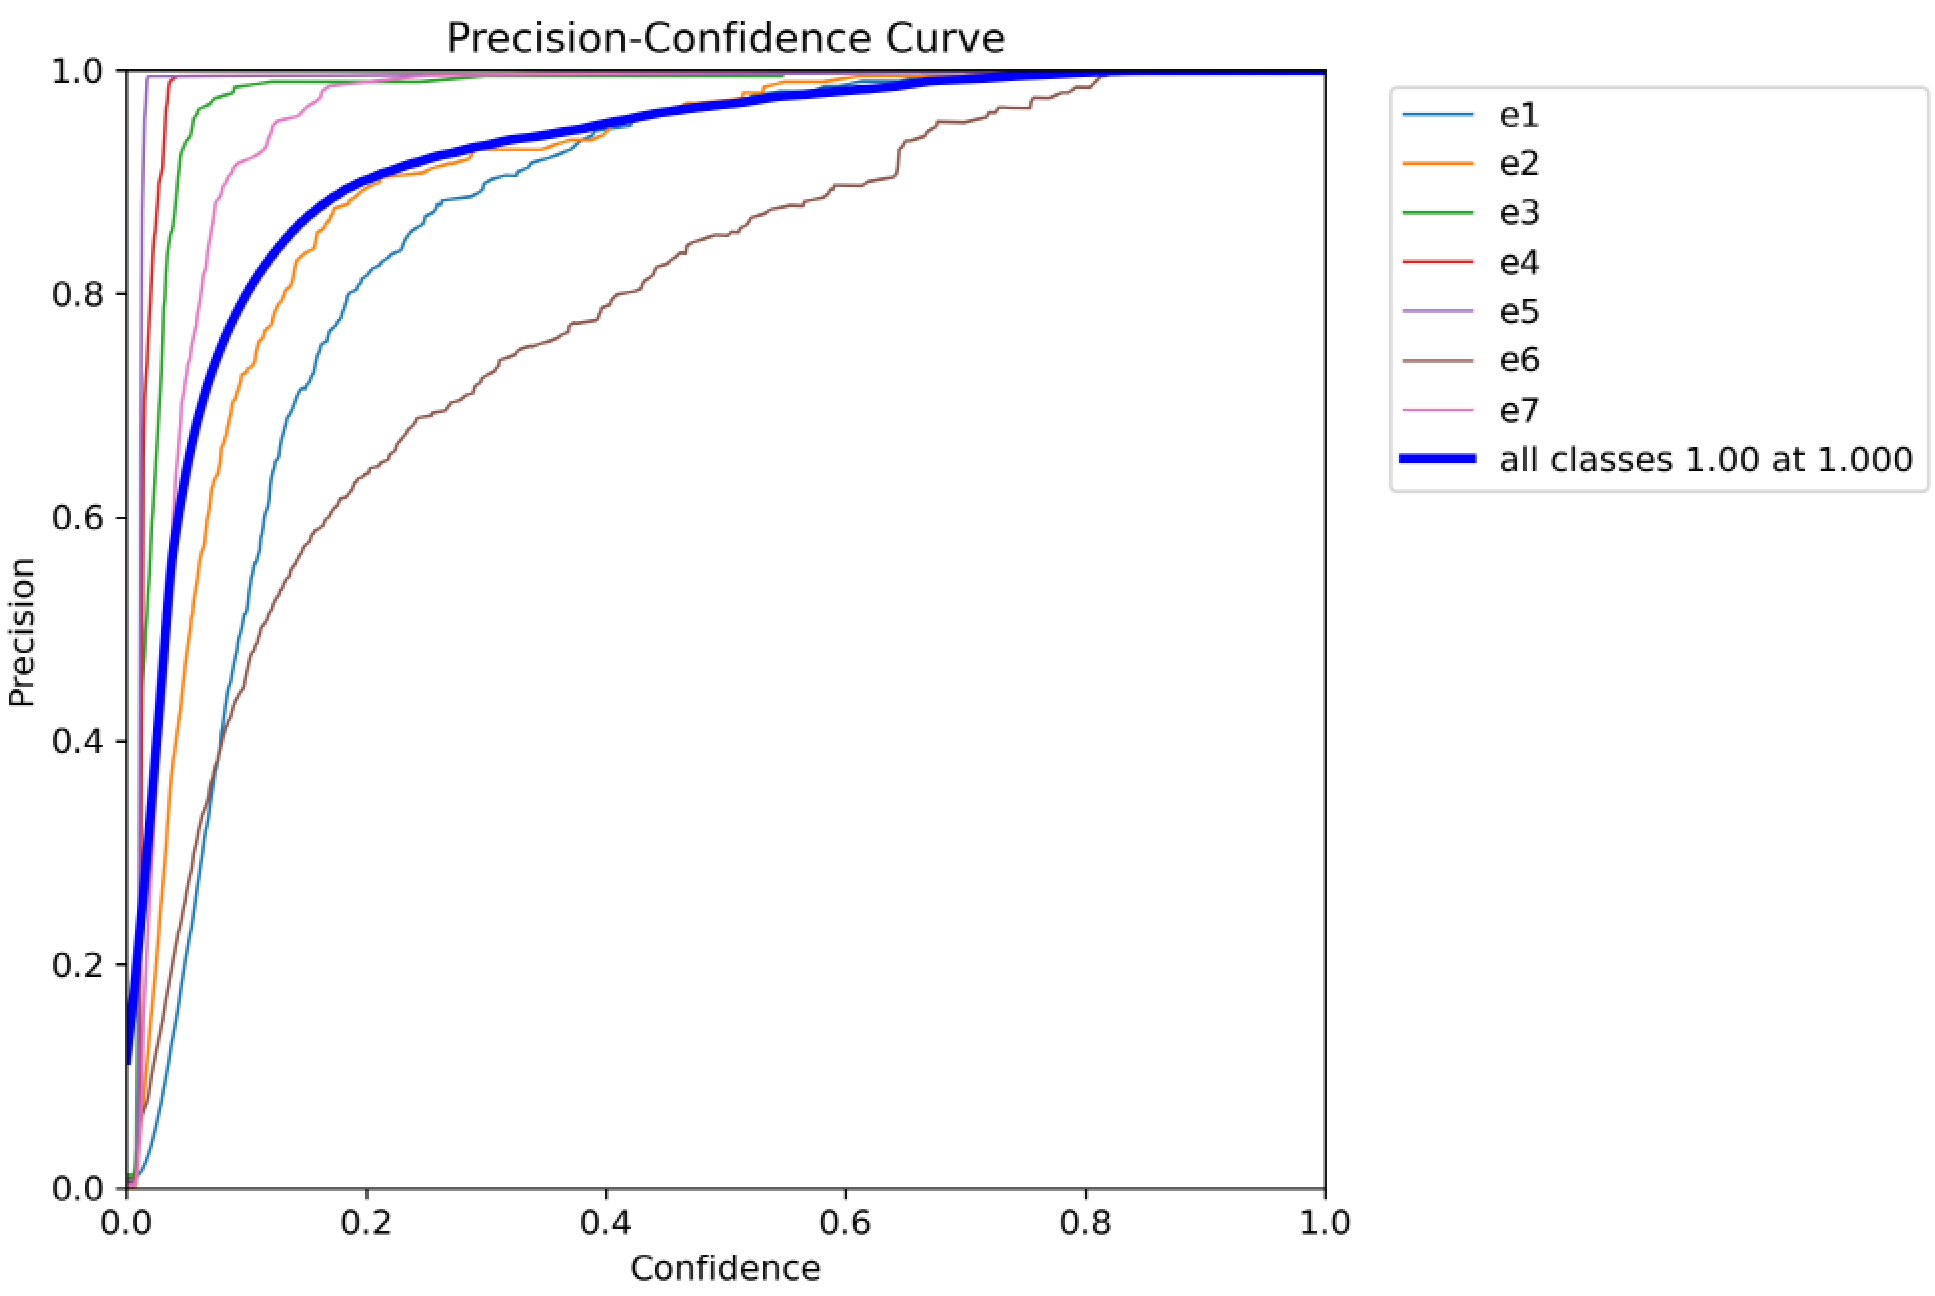 Precision-Confidence Curve
1.0
0.8
0.6
0.4
0.2
0.0
Precision
0.0 0.2 0.4 0.6 0.8 1.0
Confidence
e1
e2
e3
e4
e5
e6
e7
all classes 1.00 at 1.000